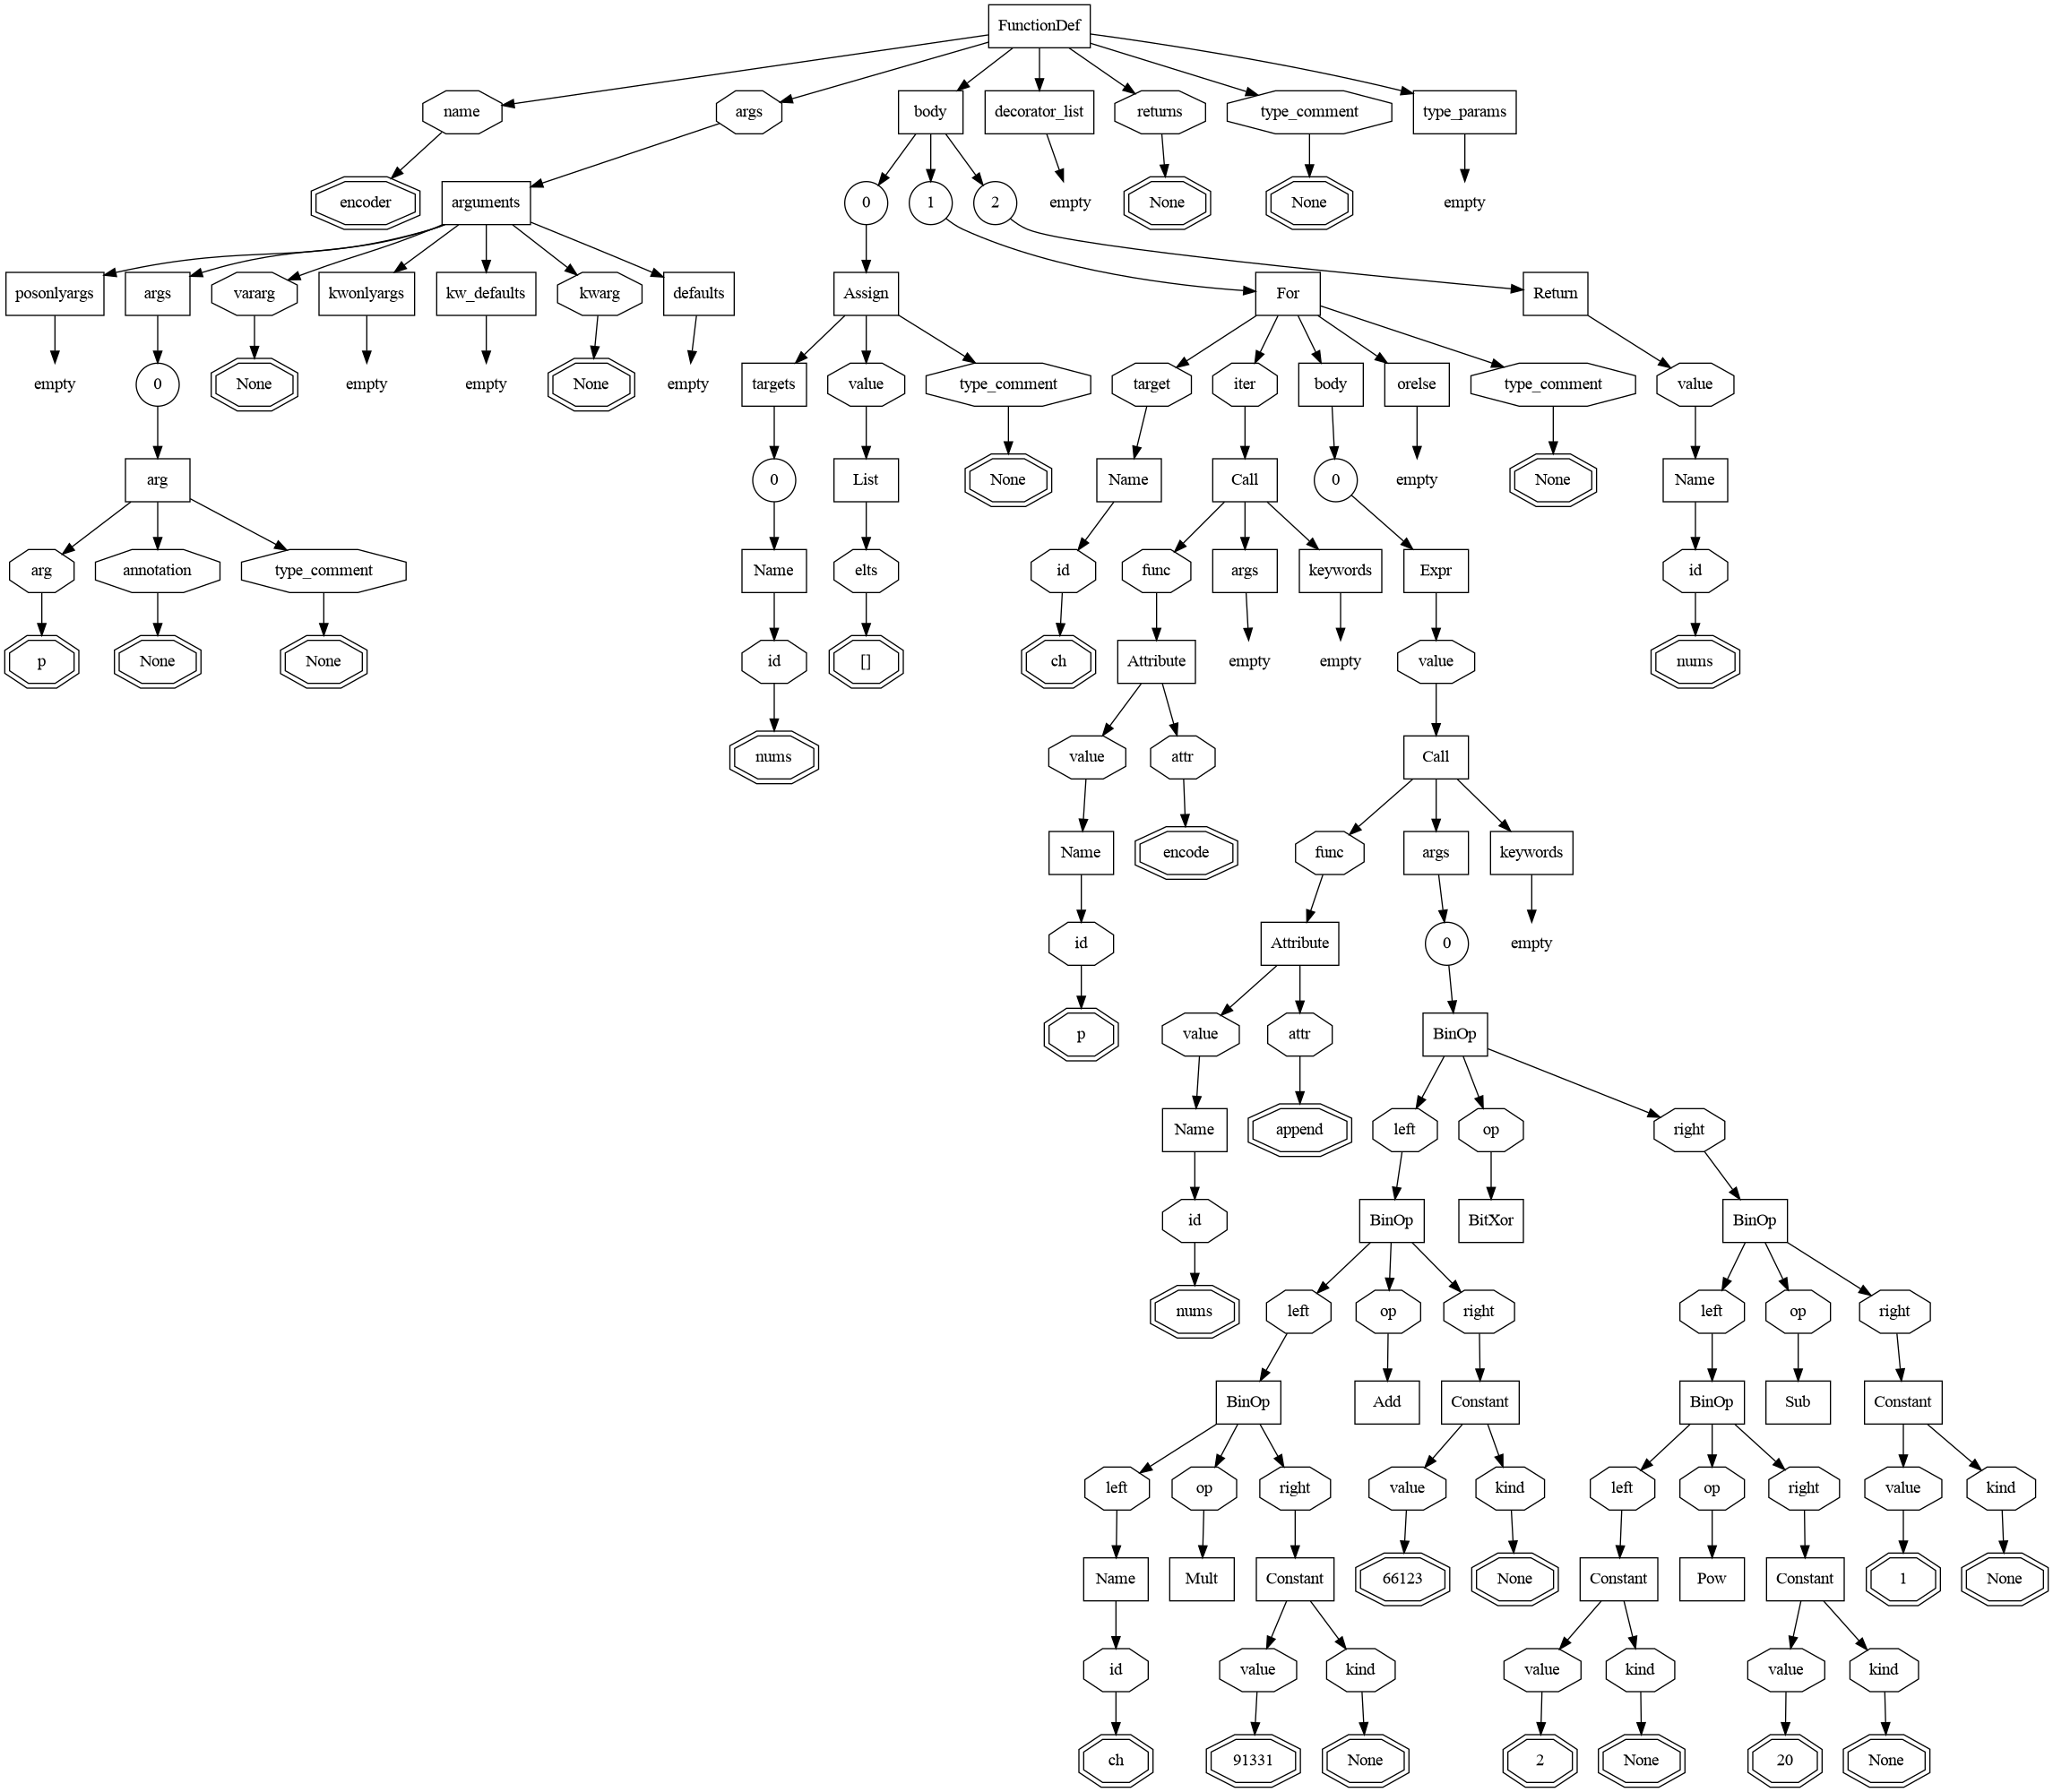 FunctionDef
name args body decorator_list returns type_comment type_params
encoder arguments 0 1 2 empty None None empty
posonlyargs args vararg kwonlyargs kw_defaults kwarg defaults Assign For Return
empty 0 None empty empty None empty targets value type_comment target iter body orelse type_comment value
arg 0 List None Name Call 0 empty None Name
arg annotation type_comment Name elts id func args keywords Expr id
p None None id [] ch Attribute empty empty value nums
nums value attr Call
Name encode func args keywords
id Attribute 0 empty
p value attr BinOp
Name append left op right
id BinOp BitXor BinOp
nums left op right left op right
BinOp Add Constant BinOp Sub Constant
left op right value kind left op right value kind
Name Mult Constant 66123 None Constant Pow Constant 1 None
id value kind value kind value kind
ch 91331 None 2 None 20 None